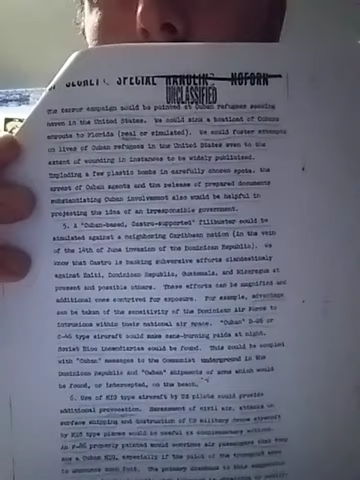 SECRET SPECIAL HANDLING NOFORN
UNCLASSIFIED
The terror campaign could be pointed at Cuban refugees seeking
haven in the United States. We could sink a boatload of Cubans
enroute to Florida (real or simulated). We could foster attempts
on lives of Cuban refugees in the United States even to the
extent of wounding in instances to be widely publicized.
Exploding a few plastic bombs in carefully chosen spots, the
arrest of Cuban agents and the release of prepared documents
substantiating Cuban involvement also would be helpful in
projecting the idea of an irresponsible government.
5. A "Cuban-based, Castro-supported" filibuster could be
simulated against a neighboring Caribbean nation (in the vein
of the 14th of June invasion of the Dominican Republic). We
know that Castro is backing subversive efforts clandestinely
against Haiti, Dominican Republic, Guatemala, and Nicaragua at
present and possible others. These efforts can be magnified and
additional ones contrived for exposure. For example, advantage
can be taken of the sensitivity of the Dominican Air Force to
intrusions within their national air space. "Cuban" B-26 or
C-46 type aircraft could make cane-burning raids at night.
Soviet Bloc incendiaries could be found. This could be coupled
with "Cuban" messages to the Communist underground in the
Dominican Republic and "Cuban" shipments of arms which would
be found, or intercepted, on the beach.
6. Use of MIG type aircraft by US pilots could provide
additional provocation. Harassment of civil air, attacks on
surface shipping and destruction of US military drone aircraft
by MIG type planes would be useful as complementary actions.
An F-86 properly painted would convince air passengers that they
saw a Cuban MIG, especially if the pilot of the transport were
to announce such fact. The primary drawback to this suggestion